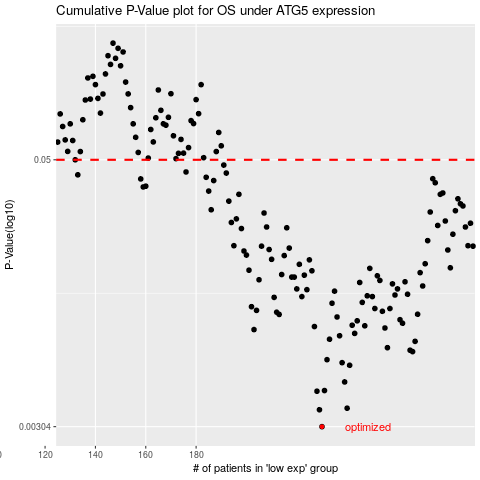 Cumulative P-Value plot for OS under ATG5 expression
P-Value(log10)
0.05
0.00304
optimized
0 120 140 160 180
# of patients in 'low exp' group